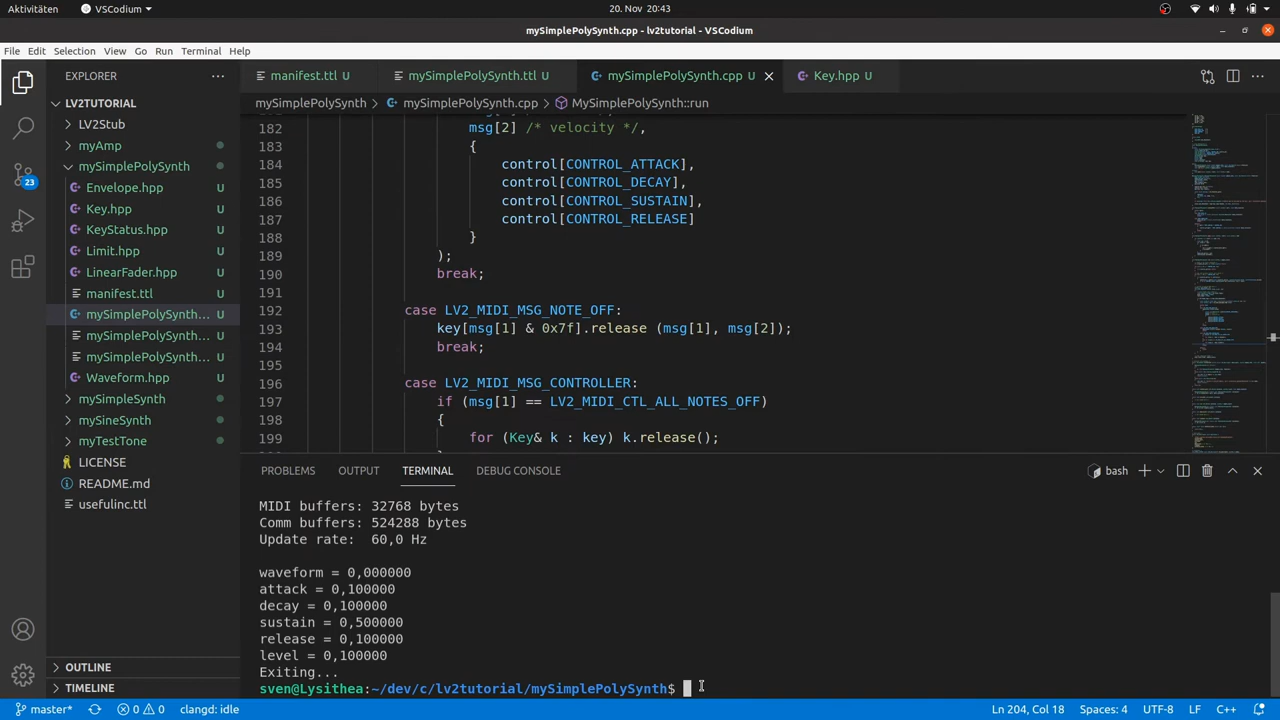 Aktivitäten
VSCodium
20. Nov 20:43
mySimplePolySynth.cpp - lv2tutorial - VSCodium
File Edit Selection View Go Run Terminal Help
EXPLORER
manifest.ttl U
mySimplePolySynth.ttl U
mySimplePolySynth.cpp U
Key.hpp U
mySimplePolySynth > mySimplePolySynth.cpp > MySimplePolySynth::run
LV2TUTORIAL
LV2Stub
myAmp
mySimplePolySynth
Envelope.hpp U
Key.hpp U
KeyStatus.hpp U
Limit.hpp U
LinearFader.hpp U
manifest.ttl U
mySimplePolySynth... U
mySimplePolySynth... U
mySimplePolySynth... U
Waveform.hpp U
mySimpleSynth
mySineSynth
myTestTone
LICENSE
README.md
usefulinc.ttl
OUTLINE
TIMELINE
23
182 msg[2] /* velocity */,
183 {
184 control[CONTROL_ATTACK],
185 control[CONTROL_DECAY],
186 control[CONTROL_SUSTAIN],
187 control[CONTROL_RELEASE]
188 }
189 );
190 break;
191
192 case LV2_MIDI_MSG_NOTE_OFF:
193 key[msg[1] & 0x7f].release (msg[1], msg[2]);
194 break;
195
196 case LV2_MIDI_MSG_CONTROLLER:
197 if (msg[1] == LV2_MIDI_CTL_ALL_NOTES_OFF)
198 {
199 for (Key& k : key) k.release();
PROBLEMS OUTPUT TERMINAL DEBUG CONSOLE
bash
MIDI buffers: 32768 bytes
Comm buffers: 524288 bytes
Update rate: 60,0 Hz
waveform = 0,000000
attack = 0,100000
decay = 0,100000
sustain = 0,500000
release = 0,100000
level = 0,100000
Exiting...
sven@Lysithea:~/dev/c/lv2tutorial/mySimplePolySynth$
master* 0 0 clangd: idle
Ln 204, Col 18 Spaces: 4 UTF-8 LF C++